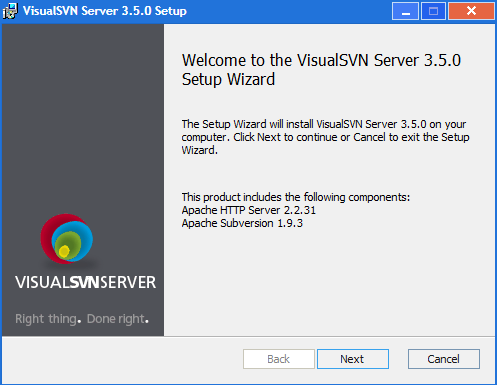 VisualSVN Server 3.5.0 Setup
Welcome to the VisualSVN Server 3.5.0
Setup Wizard
The Setup Wizard will install VisualSVN Server 3.5.0 on your
computer. Click Next to continue or Cancel to exit the Setup
Wizard.
This product includes the following components:
Apache HTTP Server 2.2.31
Apache Subversion 1.9.3
VISUALSVNSERVER
Right thing. Done right.
Back
Next
Cancel